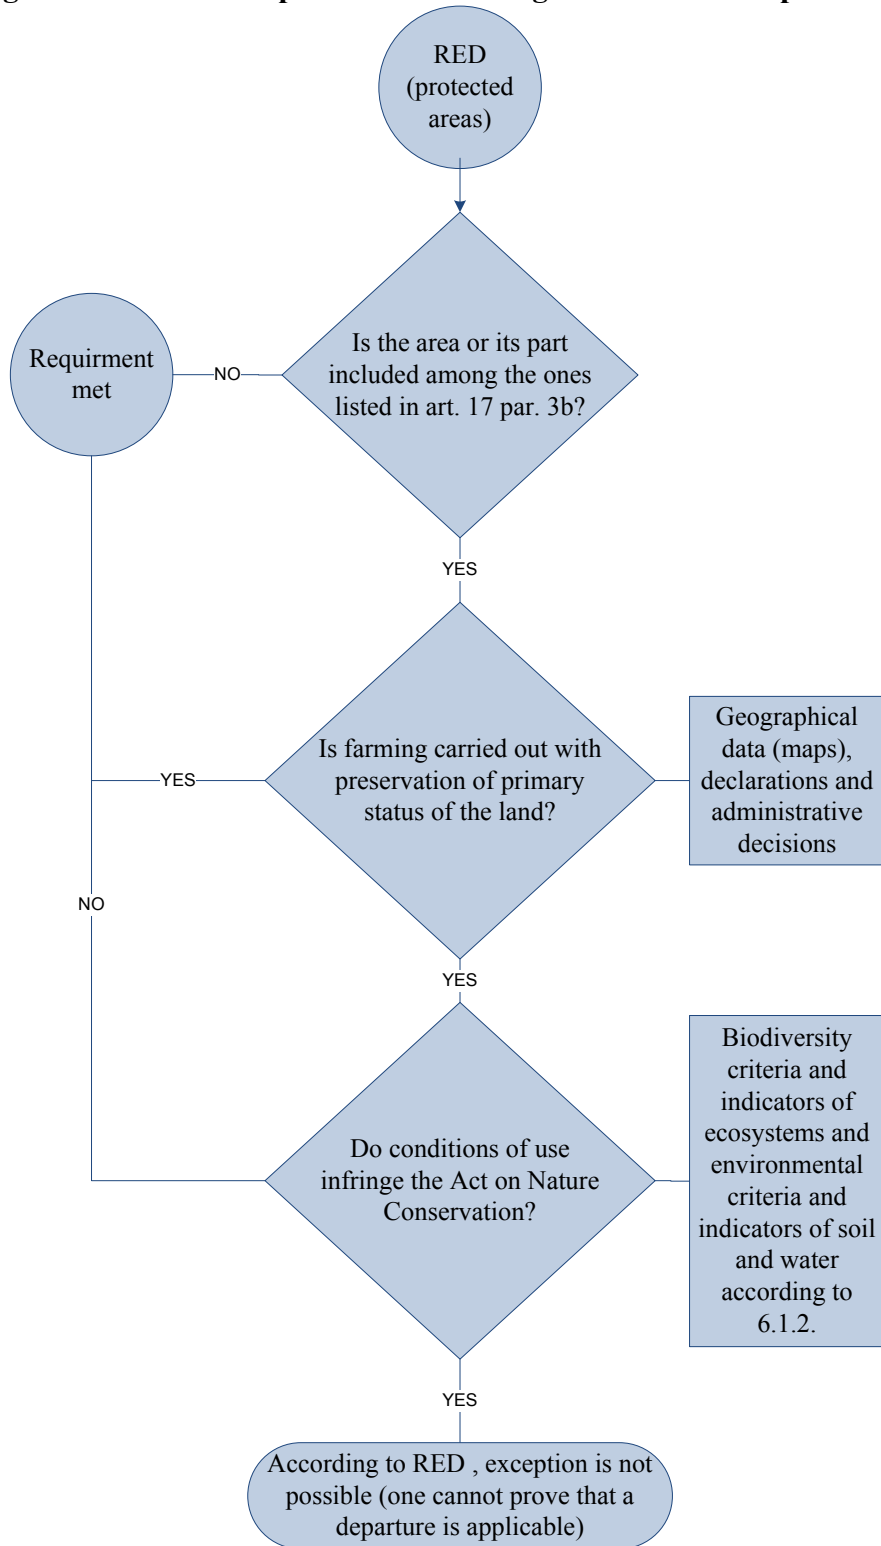 RED
(protected
areas)
Is the area or its part
included among the ones
listed in art. 17 par. 3b?
NO
Requirment
met
YES
Is farming carried out with
preservation of primary
status of the land?
YES
Geographical
data (maps),
declarations and
administrative
decisions
NO
YES
Do conditions of use
infringe the Act on Nature
Conservation?
Biodiversity
criteria and
indicators of
ecosystems and
environmental
criteria and
indicators of soil
and water
according to
6.1.2.
YES
According to RED , exception is not
possible (one cannot prove that a
departure is applicable)